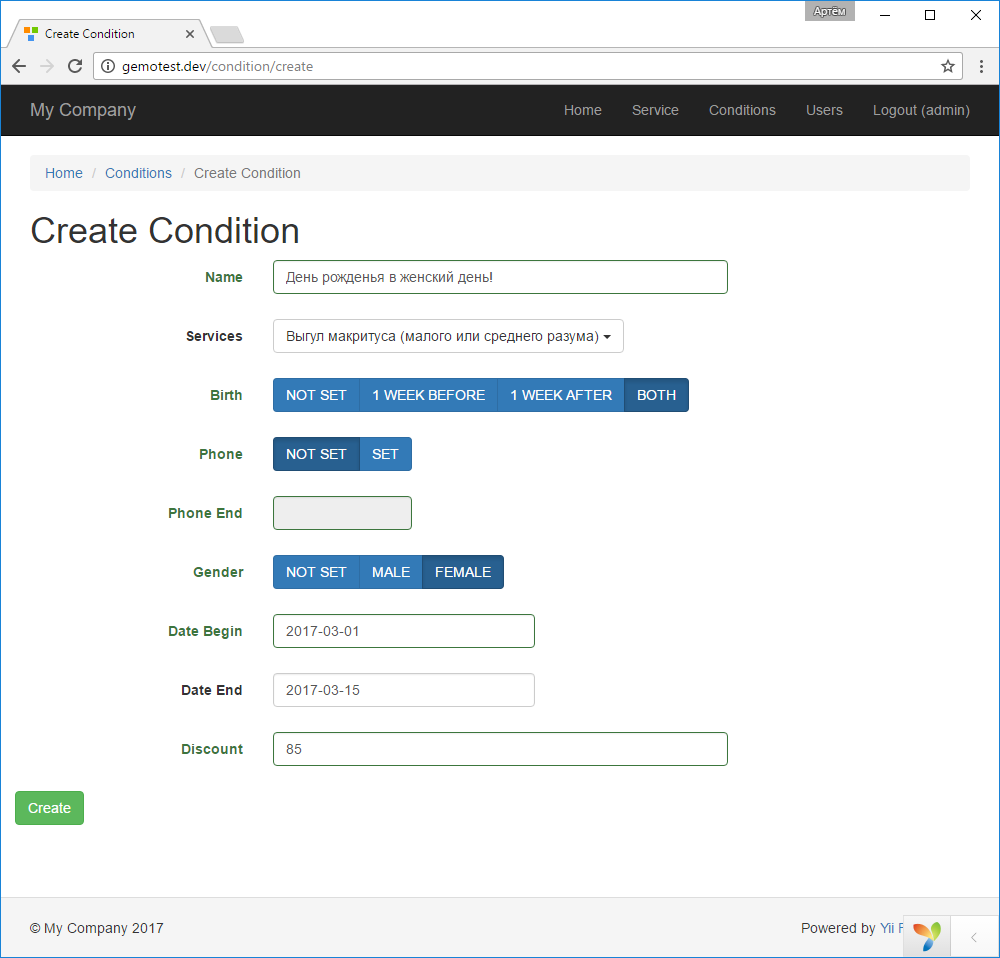 Артём
Create Condition
gemotest.dev/condition/create
My Company Home Service Conditions Users Logout (admin)
Home / Conditions / Create Condition
Create Condition
Name День рожденья в женский день!
Services Выгул макритуса (малого или среднего разума)
Birth NOT SET 1 WEEK BEFORE 1 WEEK AFTER BOTH
Phone NOT SET SET
Phone End
Gender NOT SET MALE FEMALE
Date Begin 2017-03-01
Date End 2017-03-15
Discount 85
Create
© My Company 2017 Powered by Yii F